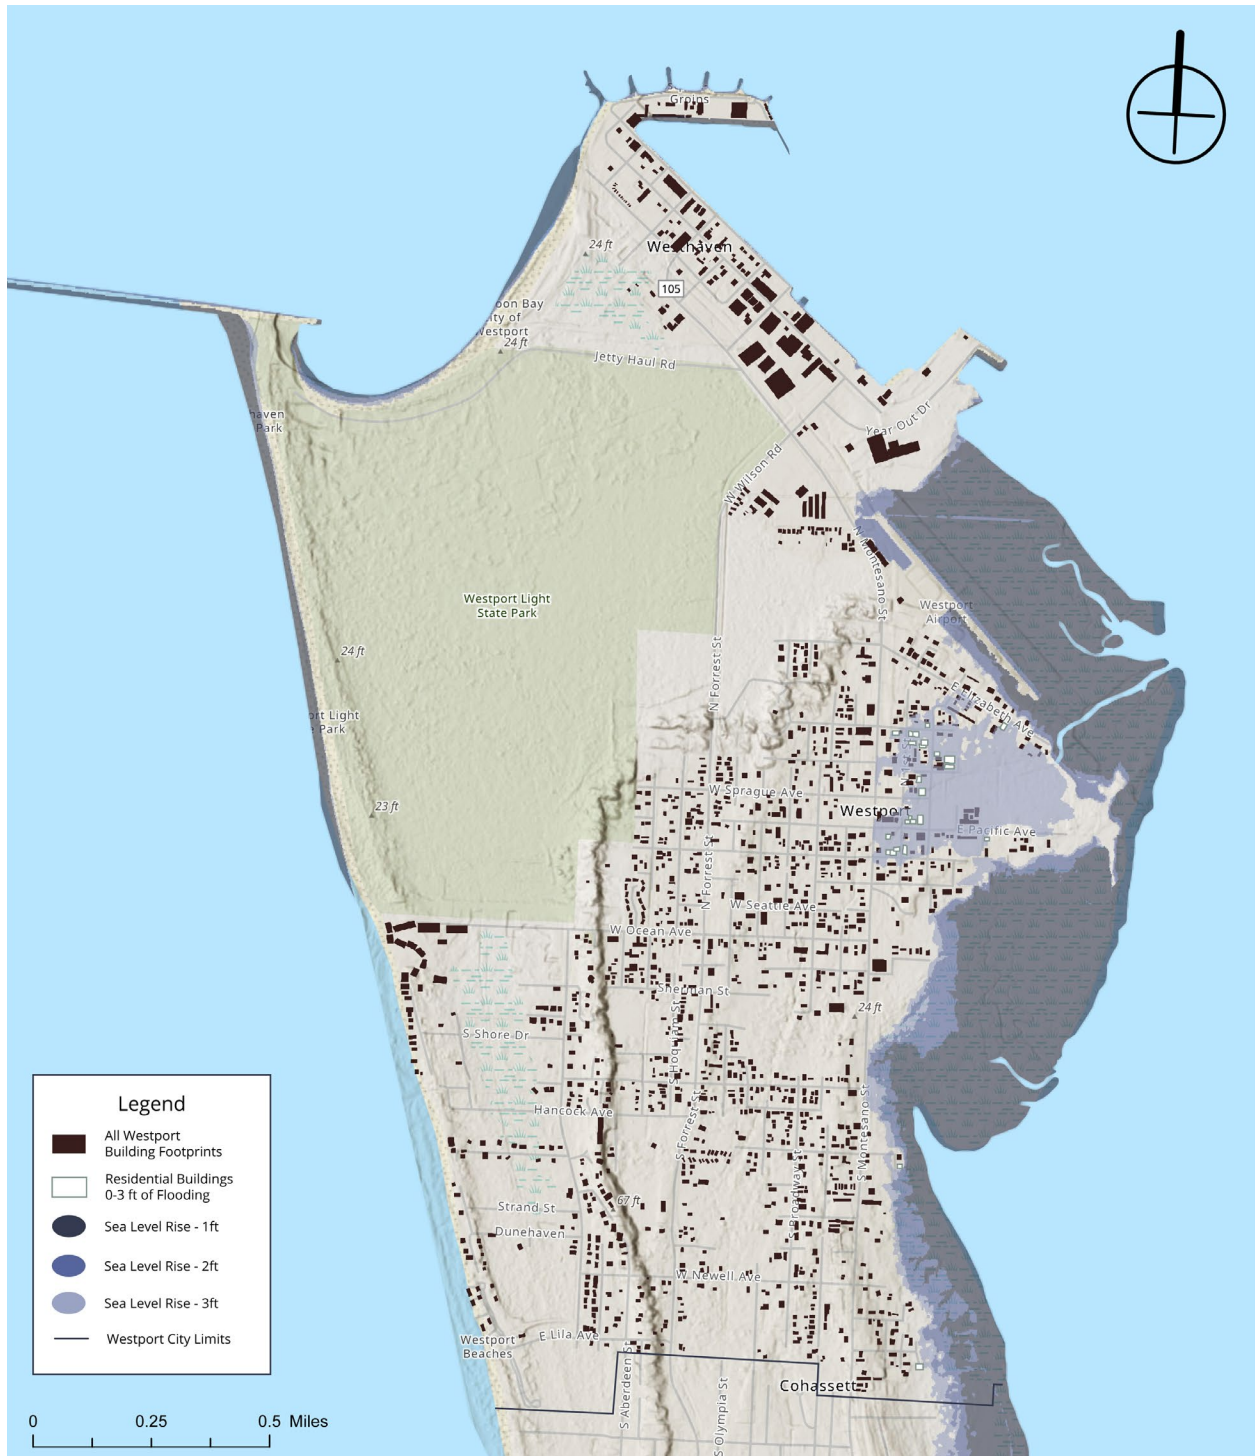 Groins
24 ft
Westhaven
105
oon Bay
ity of
Westport
24 ft
Jetty Haul Rd
haven
Park
Year Out Dr
W Wilson Rd
N Montesano St
Westport Light
State Park
Westport
Airport
24 ft
N Forrest St
ort Light
Park
E Elizabeth Ave
23 ft
W Sprague Ave
Westport
E Pacific Ave
N Forrest St
W Seattle Ave
W Ocean Ave
Sherman St
24 ft
S Shore Dr
S Hoquiam St
Hancock Ave
S Forrest St
S Montesano St
S Broadway St
67 ft
Strand St
Dunehaven
W Newell Ave
E Lila Ave
Westport
Beaches
S Aberdeen St
Cohassett
S Olympia St
Legend
All Westport
Building Footprints
Residential Buildings
0-3 ft of Flooding
Sea Level Rise - 1ft
Sea Level Rise - 2ft
Sea Level Rise - 3ft
Westport City Limits
0 0.25 0.5 Miles